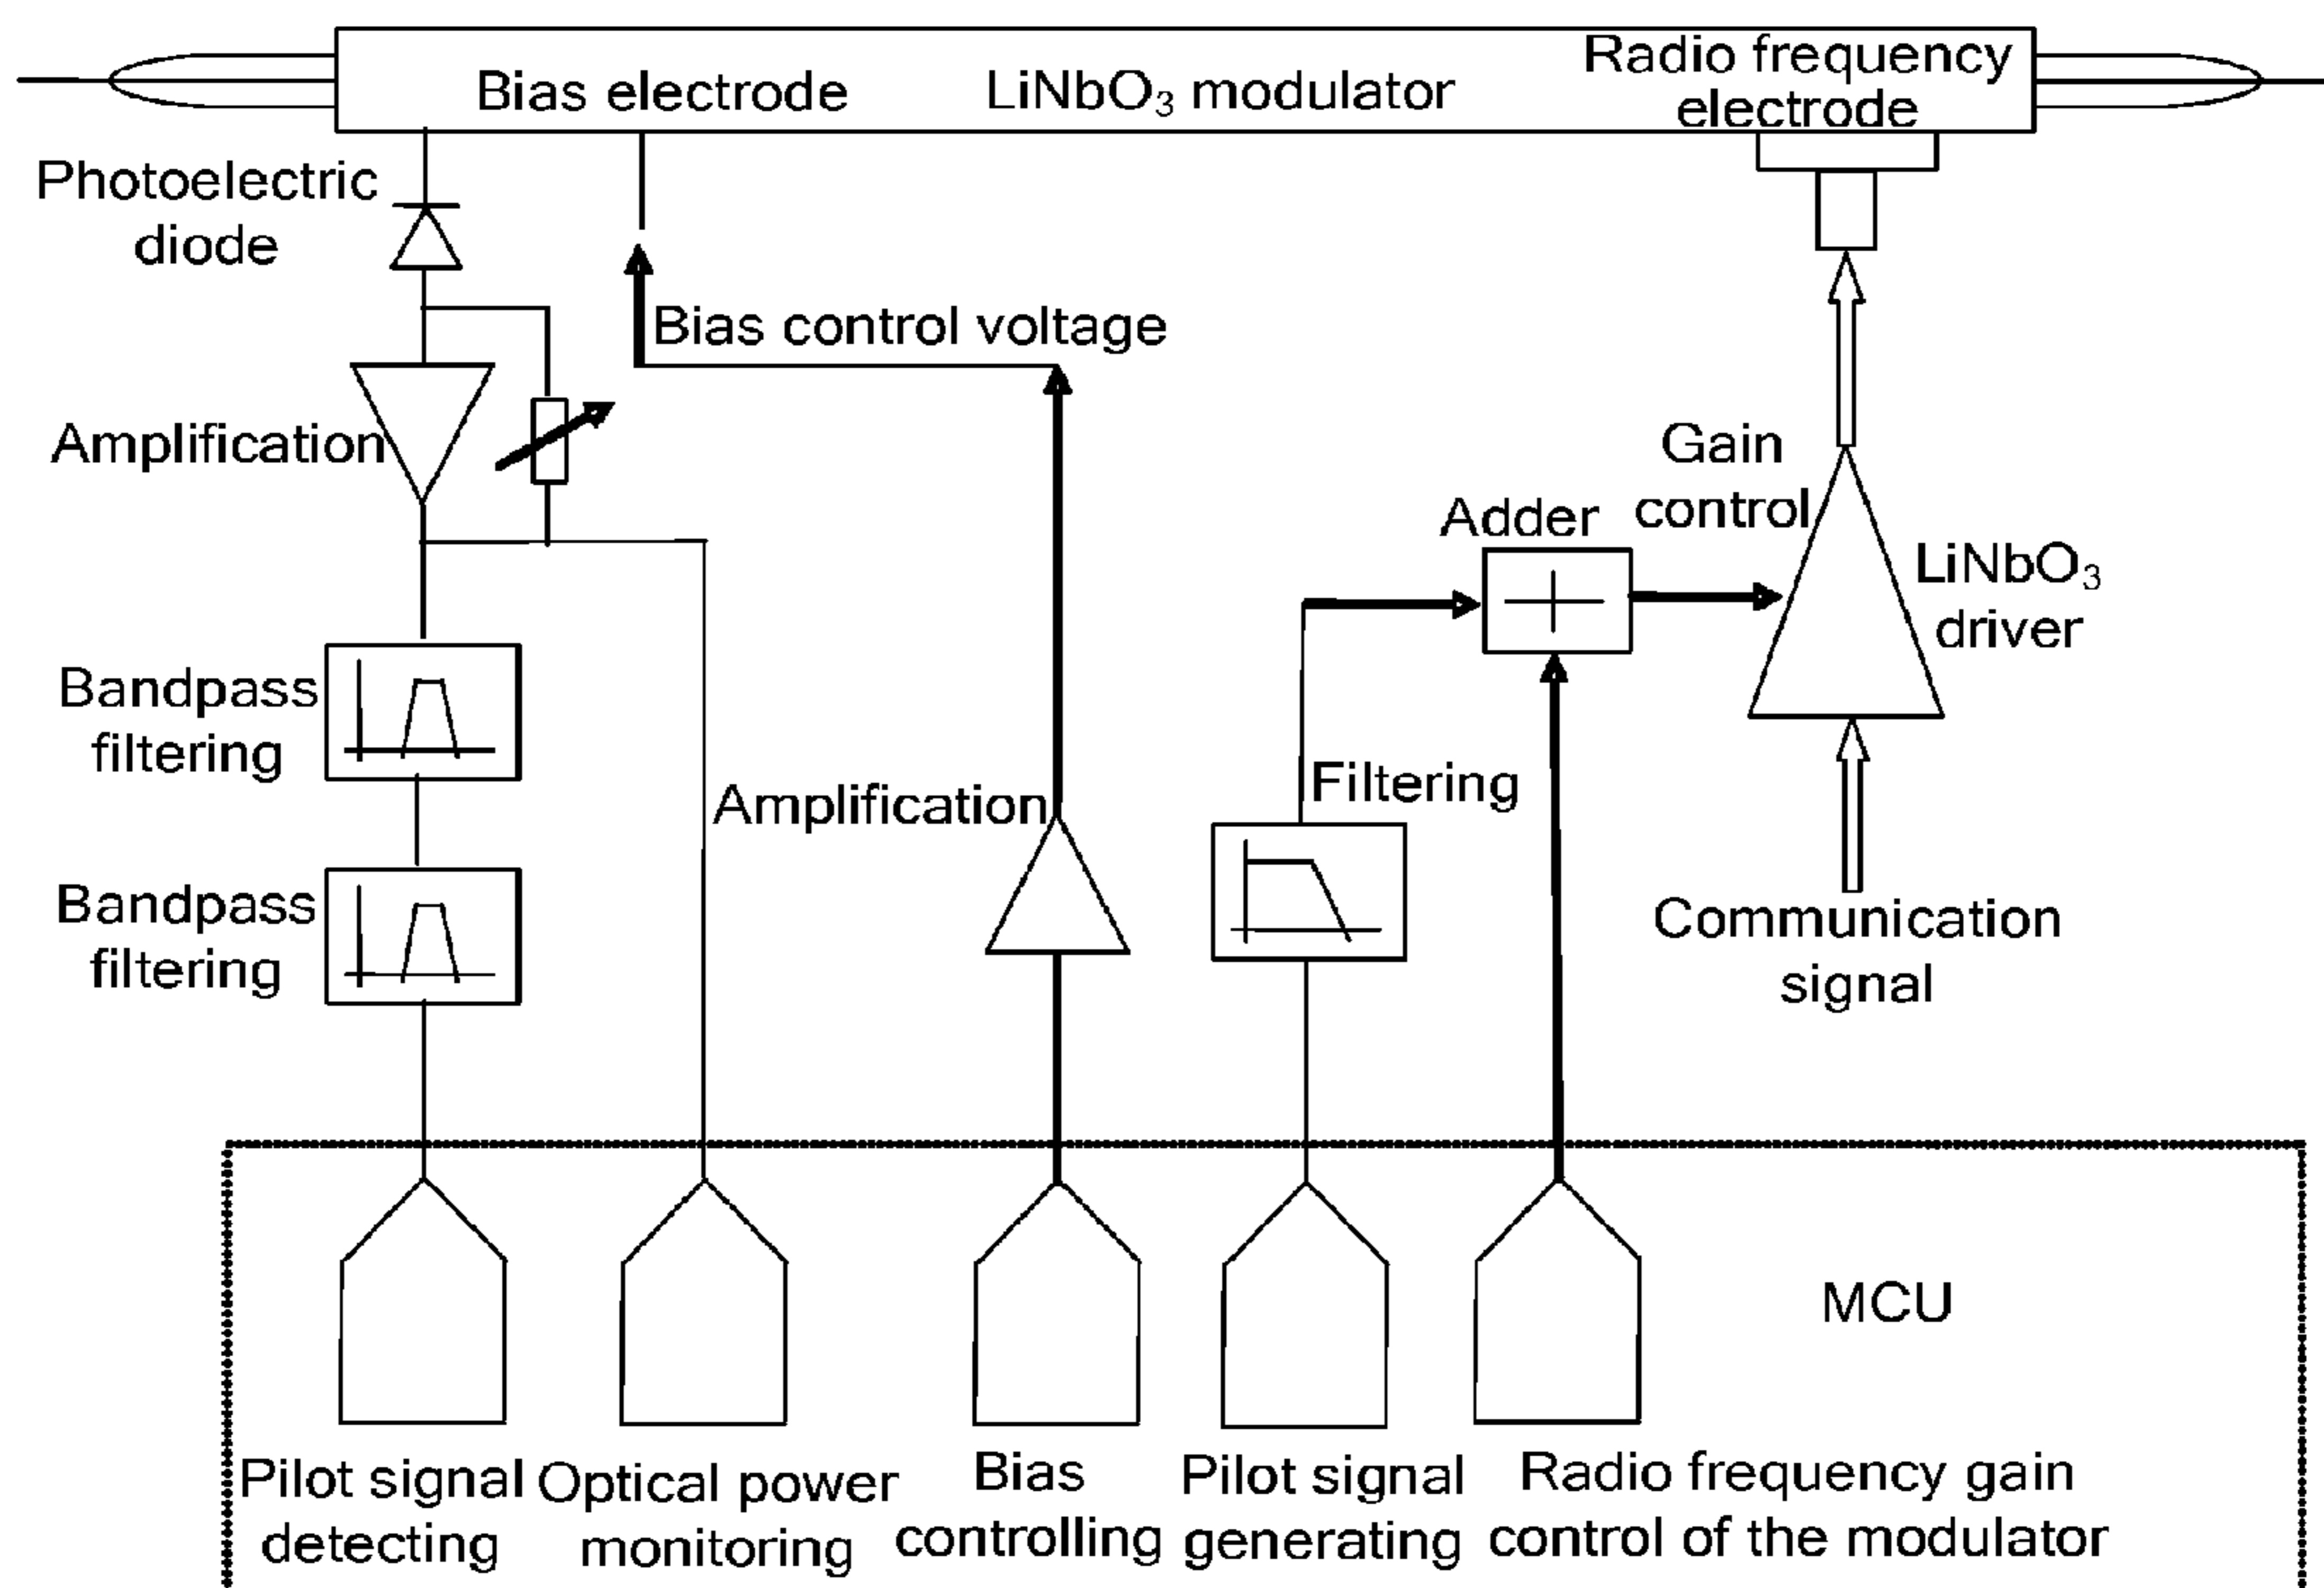 Bias electrode
LiNbO₃ modulator
Radio frequency
electrode
Photoelectric
diode
Bias control voltage
Amplification
Gain
control
Adder
LiNbO₃
driver
Bandpass
filtering
Filtering
Amplification
Bandpass
filtering
Communication
signal
MCU
Pilot signal
detecting
Optical power
monitoring
Bias
controlling
Pilot signal
generating
Radio frequency gain
control of the modulator